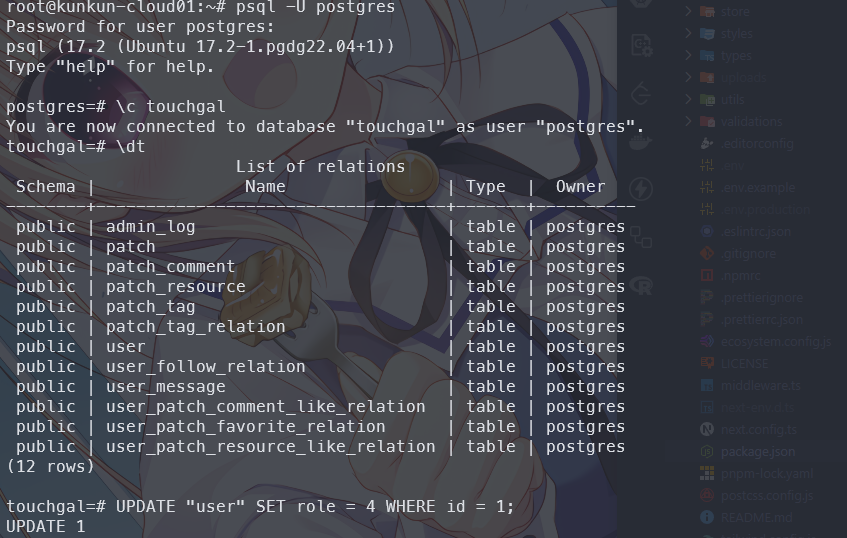 root@kunkun-cloud01:~# psql -U postgres
Password for user postgres:
psql (17.2 (Ubuntu 17.2-1.pgdg22.04+1))
Type "help" for help.

postgres=# \c touchgal
You are now connected to database "touchgal" as user "postgres".
touchgal=# \dt
List of relations
Schema | Name | Type | Owner
--------+-----------------------------------+-------+----------
public | admin_log | table | postgres
public | patch | table | postgres
public | patch_comment | table | postgres
public | patch_resource | table | postgres
public | patch_tag | table | postgres
public | patch_tag_relation | table | postgres
public | user | table | postgres
public | user_follow_relation | table | postgres
public | user_message | table | postgres
public | user_patch_comment_like_relation | table | postgres
public | user_patch_favorite_relation | table | postgres
public | user_patch_resource_like_relation | table | postgres
(12 rows)

touchgal=# UPDATE "user" SET role = 4 WHERE id = 1;
UPDATE 1
store
styles
types
uploads
utils
validations
.editorconfig
.env
.env.example
.env.production
.eslintrc.json
.gitignore
.npmrc
.prettierignore
.prettierrc.json
ecosystem.config.js
LICENSE
middleware.ts
next-env.d.ts
next.config.ts
package.json
pnpm-lock.yaml
postcss.config.js
README.md